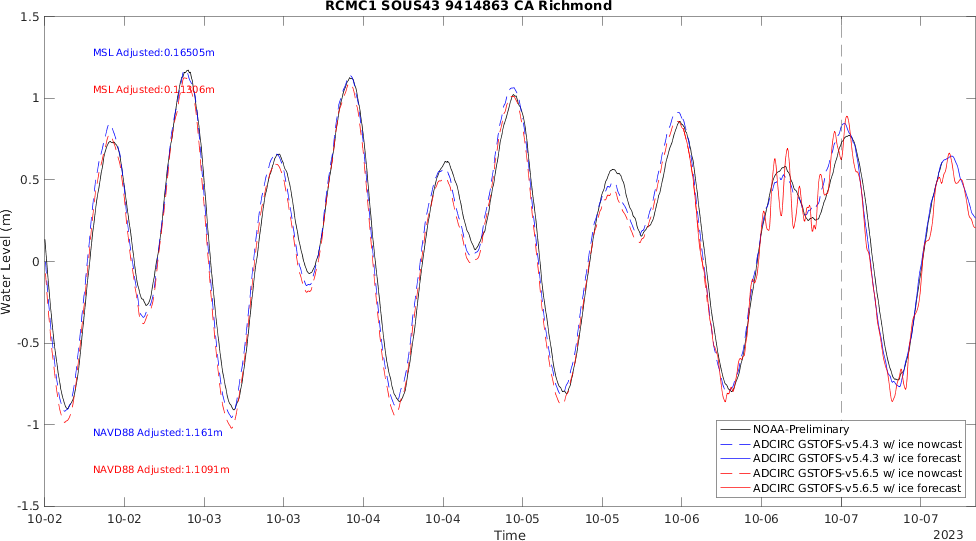 RCMC1 SOUS43 9414863 CA Richmond
1.5
MSL Adjusted:0.16505m
1
MSL Adjusted:0.11306m
0.5
0
Water Level (m)
-0.5
-1
NAVD88 Adjusted:1.161m
NAVD88 Adjusted:1.1091m
NOAA-Preliminary
ADCIRC GSTOFS-v5.4.3 w/ ice nowcast
ADCIRC GSTOFS-v5.4.3 w/ ice forecast
ADCIRC GSTOFS-v5.6.5 w/ ice nowcast
ADCIRC GSTOFS-v5.6.5 w/ ice forecast
-1.5
10-02 10-02 10-03 10-03 10-04 10-04 10-05 10-05 10-06 10-06 10-07 10-07
Time
2023